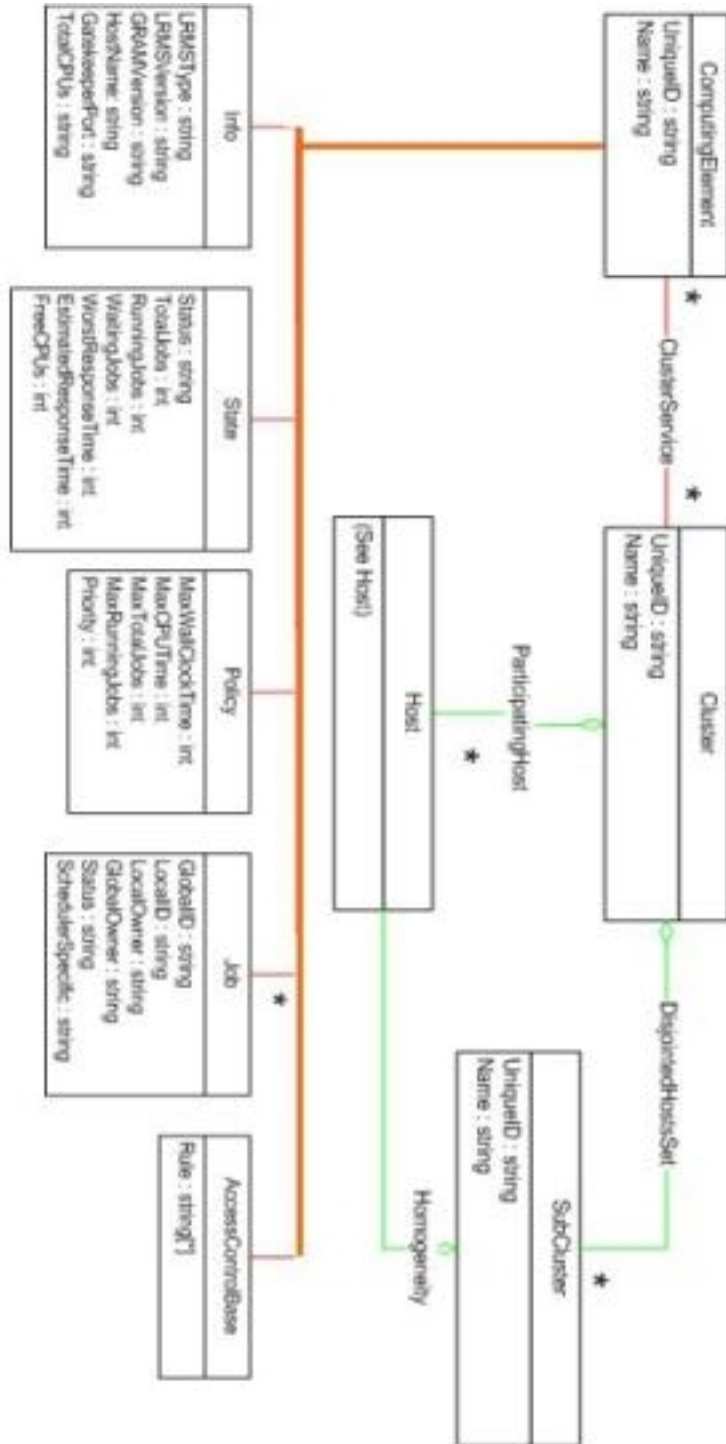 ComputingElement
UniqueID : string
Name : string
*
ClusterService
*
Cluster
UniqueID : string
Name : string
DisjointedHostsSet
*
SubCluster
UniqueID : string
Name : string
ParticipatingHost
*
Host
(See Host)
Homogeneity
Info
LRMSType : string
LRMSVersion : string
GRAMVersion : string
HostName: string
GatekeeperPort : string
TotalCPUs : string
State
Status : string
TotalJobs : int
RunningJobs : int
WaitingJobs : int
WorstResponseTime : int
EstimatedResponseTime : int
FreeCPUs : int
Policy
MaxWallClockTime : int
MaxCPUTime : int
MaxTotalJobs : int
MaxRunningJobs : int
Priority : int
*
Job
GlobalID : string
LocalID : string
LocalOwner : string
GlobalOwner : string
Status : string
SchedulerSpecific : string
AccessControlBase
Rule : string[*]